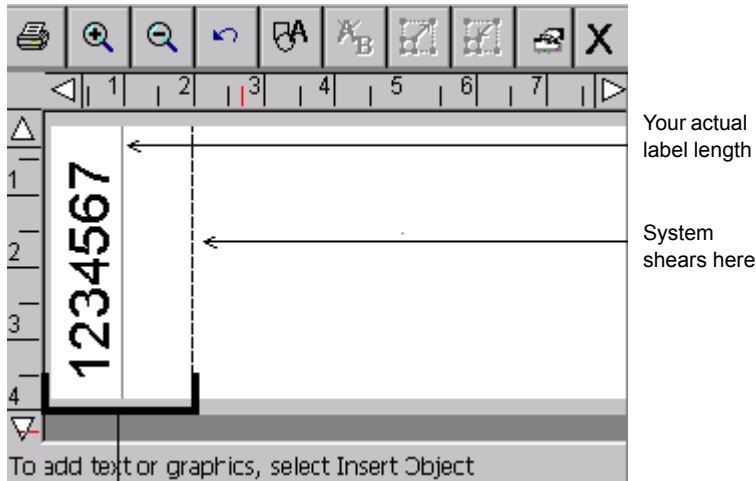 A
A B
1 2 3 4 5 6 7
Your actual
label length
1
1234567
System
shears here
2
3
4
To add text or graphics, select Insert Object